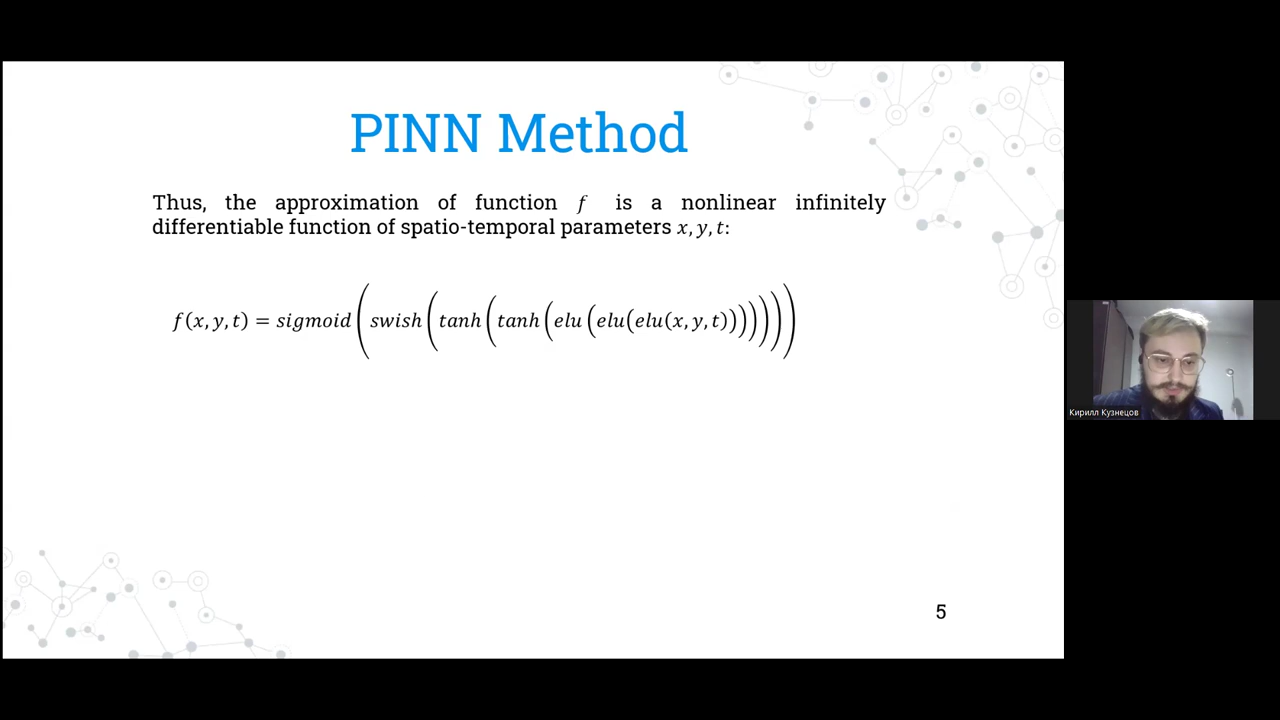 PINN Method
Thus, the approximation of function f is a nonlinear infinitely
differentiable function of spatio-temporal parameters x, y, t:
f(x, y, t) = sigmoid(swish(tanh(tanh(elu(elu(elu(x, y, t)))))))
Кирилл Кузнецов
5